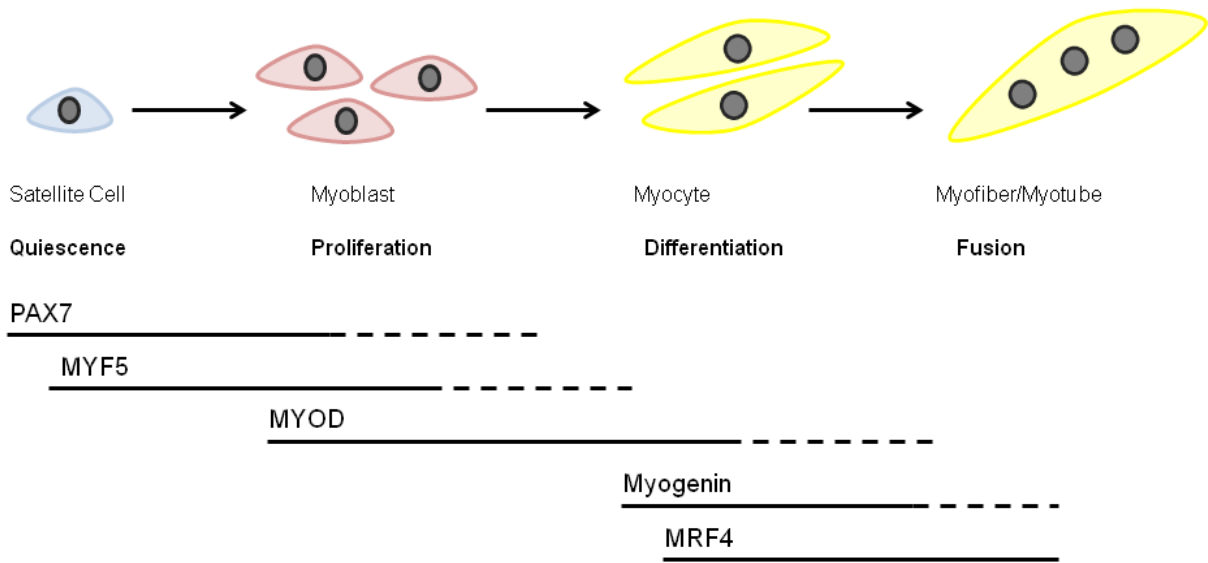 Satellite Cell Myoblast Myocyte Myofiber/Myotube
Quiescence Proliferation Differentiation Fusion
PAX7
MYF5
MYOD
Myogenin
MRF4